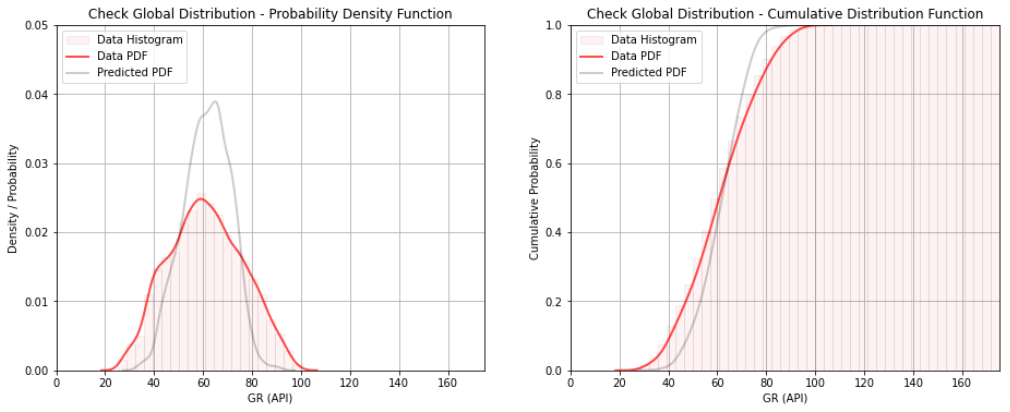 Check Global Distribution - Probability Density Function
0.05
0.04
0.03
0.02
0.01
0.00
Density / Probability
Data Histogram
Data PDF
Predicted PDF
0 20 40 60 80 100 120 140 160
GR (API)
Check Global Distribution - Cumulative Distribution Function
1.0
0.8
0.6
0.4
0.2
0.0
Cumulative Probability
Data Histogram
Data PDF
Predicted PDF
0 20 40 60 80 100 120 140 160
GR (API)